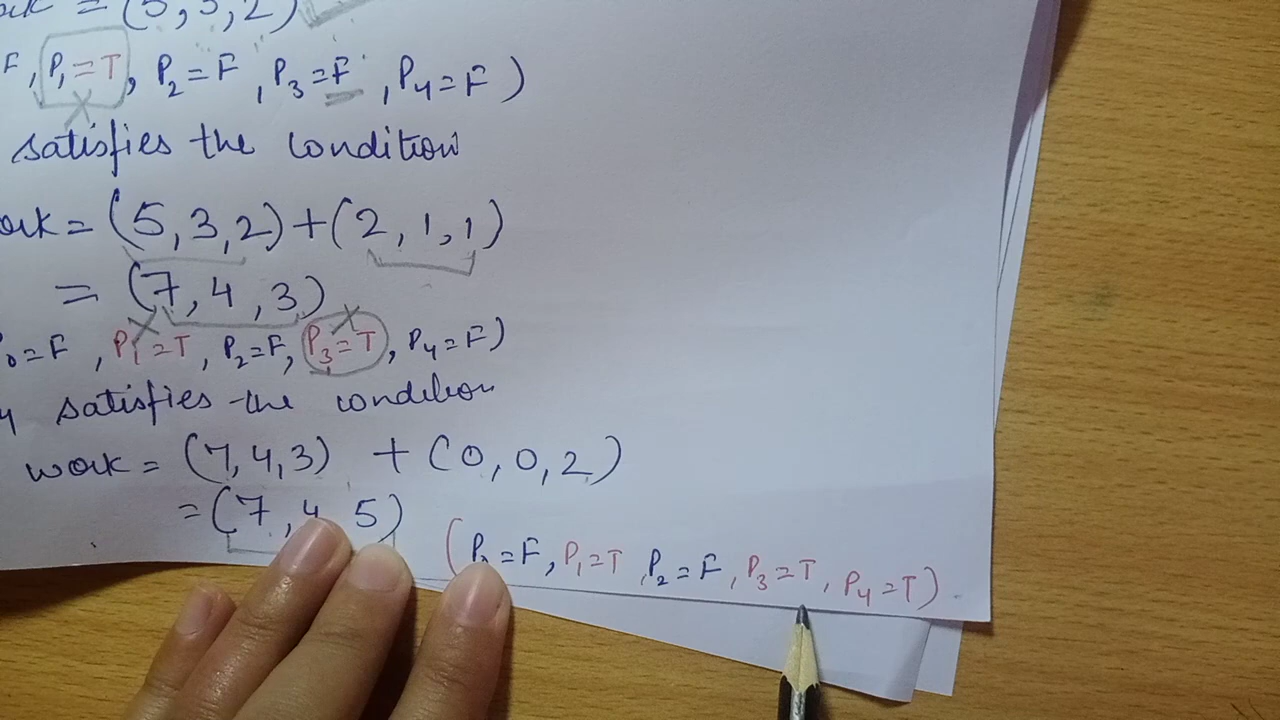 = (5,3,2)
F, P₁=T, P₂=F, P₃=F, P₄=F)
satisfies the condition
= (5,3,2)+(2,1,1)
= (7,4,3)
=F, P₁=T, P₂=F, P₃=T, P₄=F)
satisfies the condition
work = (7,4,3) + (0,0,2)
=(7,4 5)
(P =F, P₁=T P₂=F, P₃=T, P₄=T)